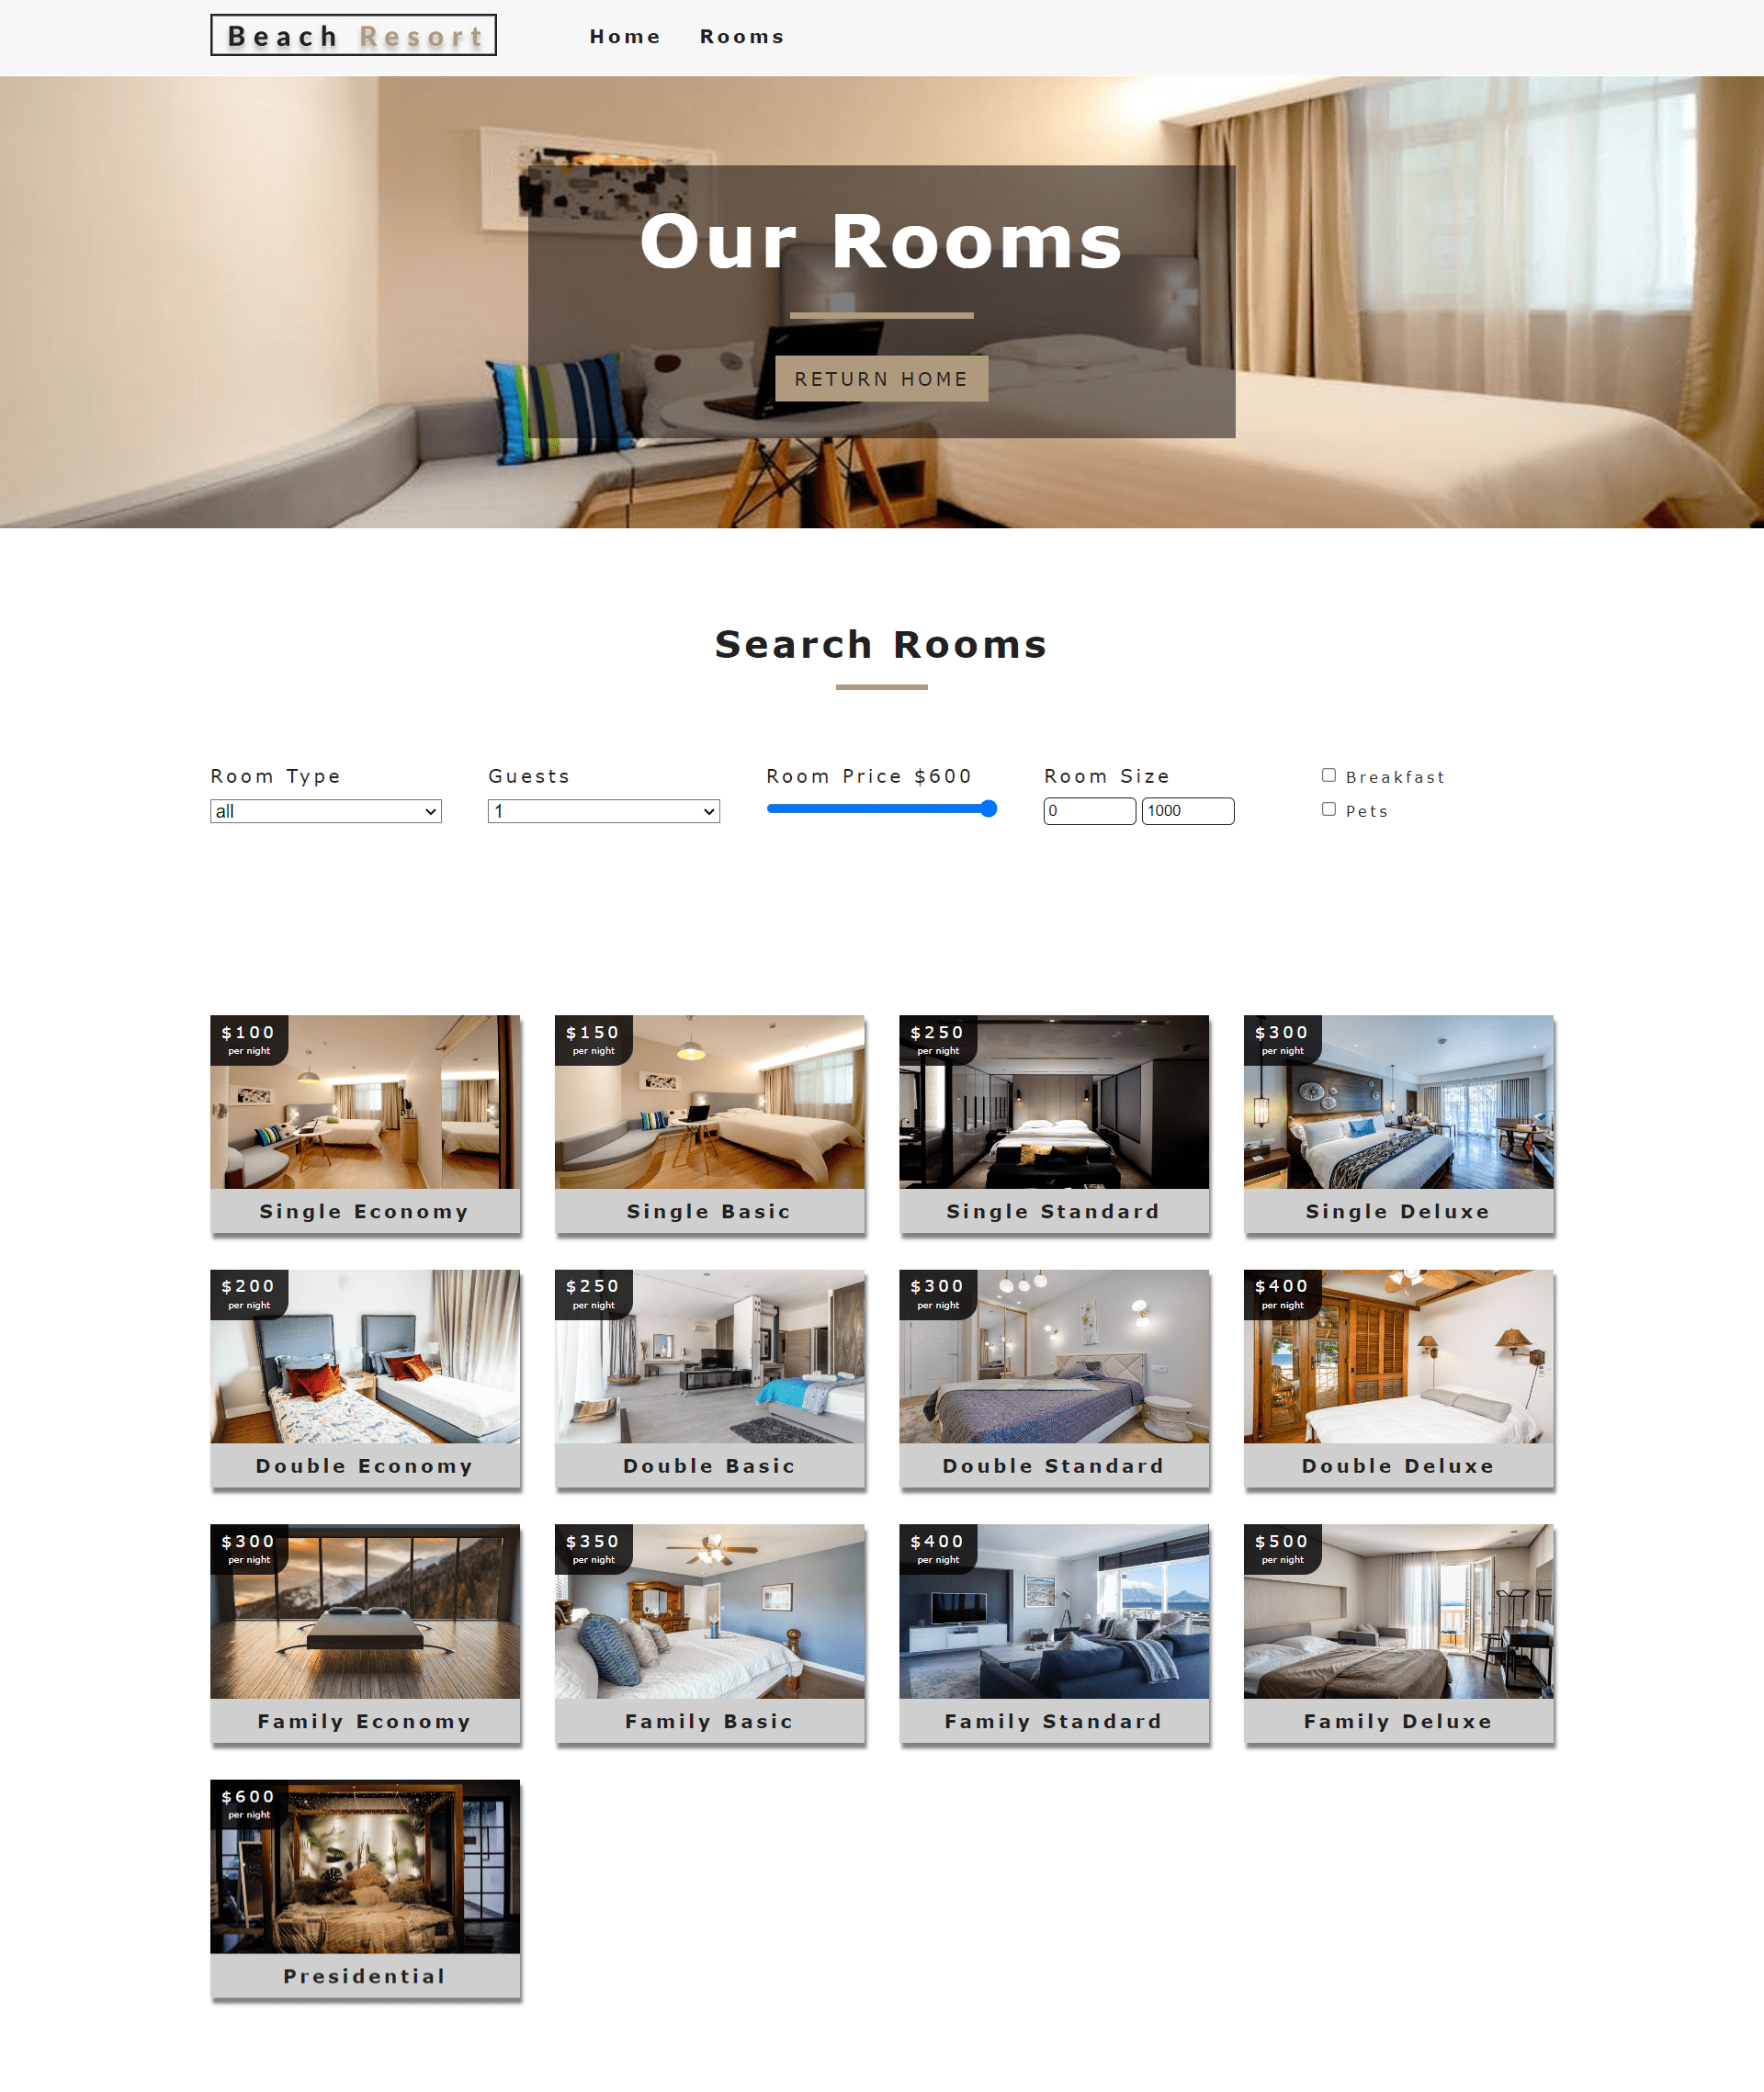 Beach Resort
Home Rooms
Our Rooms
RETURN HOME
Search Rooms
Room Type Guests Room Price $600 Room Size Breakfast
all 1 0 1000 Pets
$100 $150 $250 $300
per night per night per night per night
Single Economy Single Basic Single Standard Single Deluxe
$200 $250 $300 $400
per night per night per night per night
Double Economy Double Basic Double Standard Double Deluxe
$300 $350 $400 $500
per night per night per night per night
Family Economy Family Basic Family Standard Family Deluxe
$600
per night
Presidential